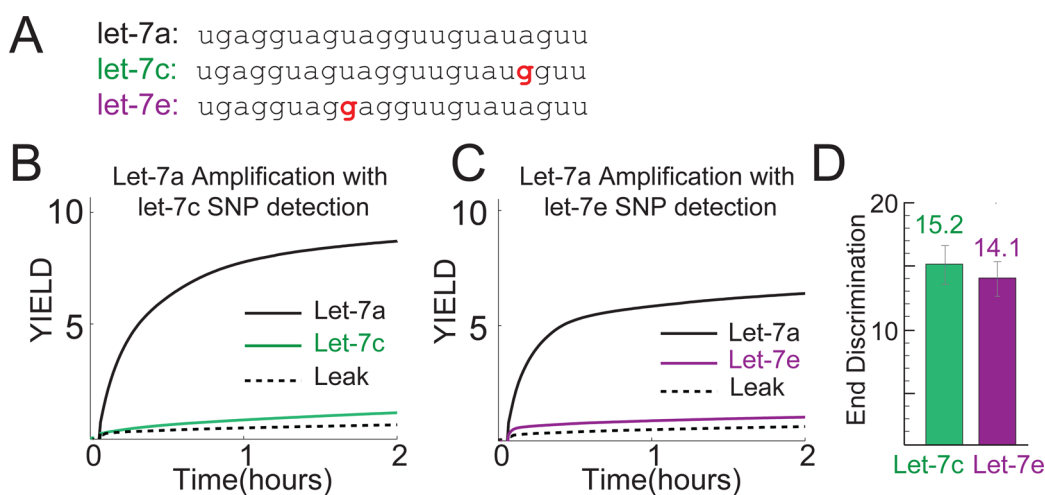 A
let-7a: ugagguaguagguuguauaguu
let-7c: ugagguaguagguuguaugguu
let-7e: ugagguaggagguuguauaguu
B
Let-7a Amplification with
let-7c SNP detection
10
5
YIELD
Let-7a
Let-7c
Leak
0 1 2
Time(hours)
C
Let-7a Amplification with
let-7e SNP detection
10
5
YIELD
Let-7a
Let-7e
Leak
0 1 2
Time(hours)
D
20
10
0
End Discrimination
15.2
14.1
Let-7c Let-7e